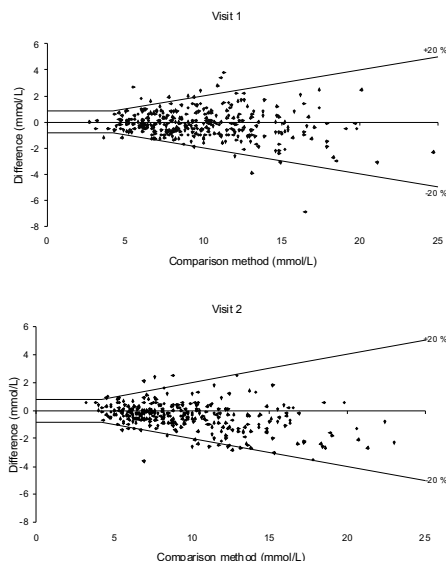 Visit 1
6
4
2
0
-2
-4
-6
-8
+20 %
-20 %
Difference (mmol/L)
5 10 15 20 25
Comparison method (mmol/L)
Visit 2
6
4
2
0
-2
-4
-6
-8
+20 %
-20 %
Difference (mmol/L)
0 5 10 15 20 25
Comparison method (mmol/L)